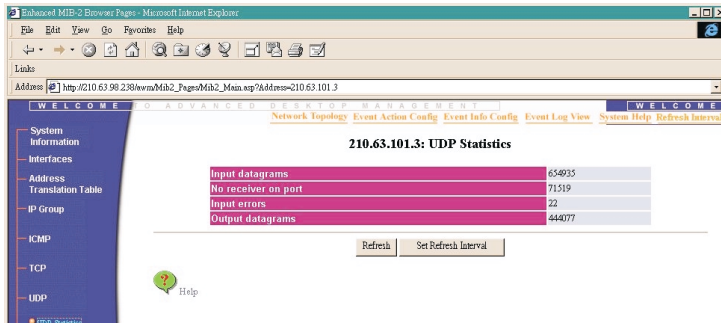 Enhanced MIB-2 Browser Pages - Microsoft Internet Explorer
File Edit View Go Favorites Help
Links
Address http://210.63.98.238/awm/Mib2_Pages/Mib2_Main.asp?Address=210.63.101.3
WELCOME TO ADVANCED DESKTOP MANAGEMENT WELCOME
Network Topology Event Action Config Event Info Config Event Log View System Help Refresh Interval
System
Information
Interfaces
Address
Translation Table
IP Group
ICMP
TCP
UDP
UDP Statistics
210.63.101.3: UDP Statistics
Input datagrams 654935
No receiver on port 71519
Input errors 22
Output datagrams 444077
Refresh Set Refresh Interval
Help